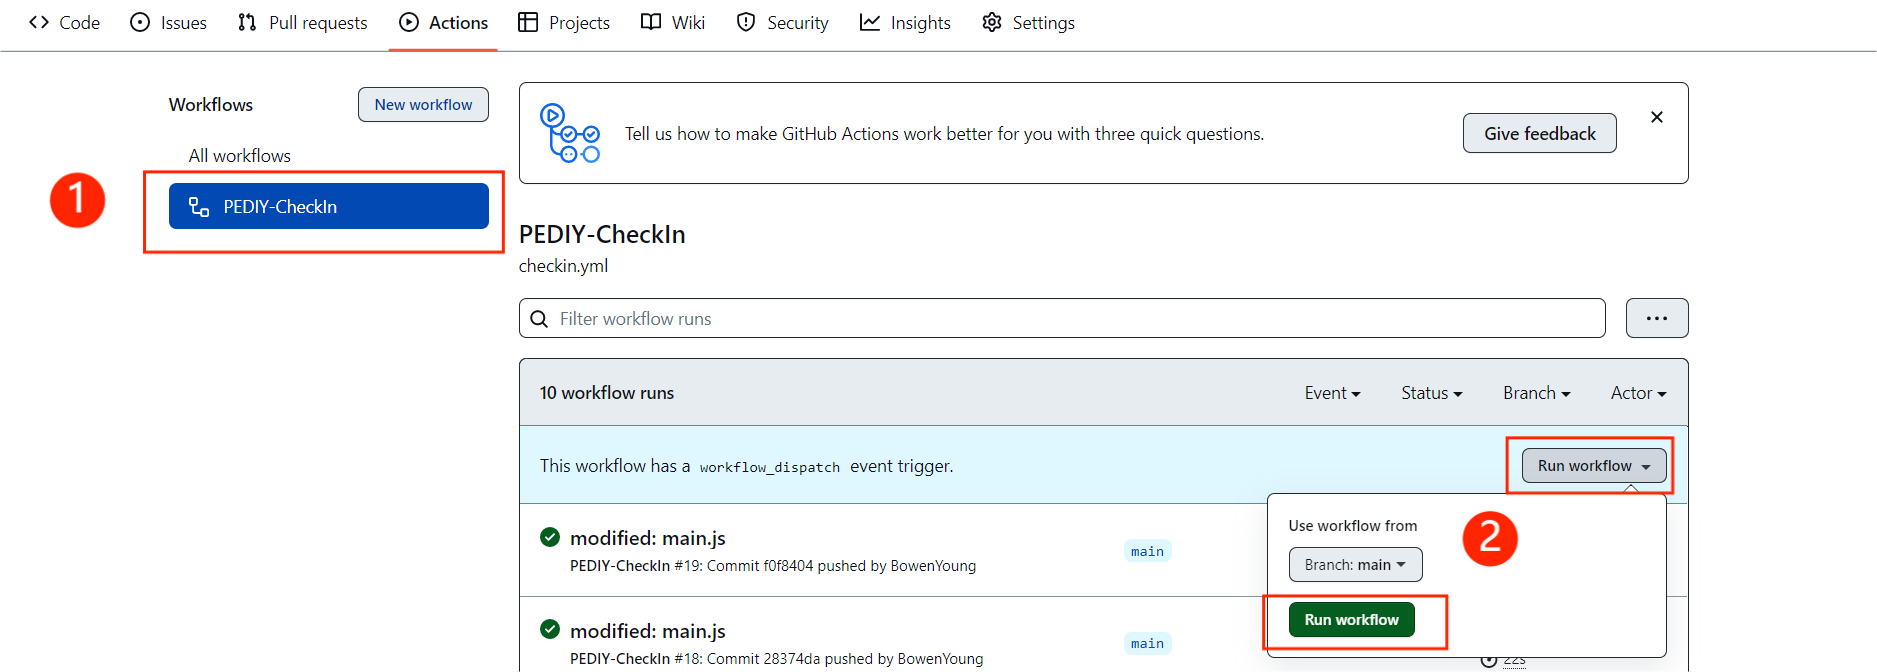 Code Issues Pull requests Actions Projects Wiki Security Insights Settings
Workflows New workflow
All workflows
1
PEDIY-CheckIn
Tell us how to make GitHub Actions work better for you with three quick questions. Give feedback
PEDIY-CheckIn
checkin.yml
Filter workflow runs
10 workflow runs Event Status Branch Actor
This workflow has a workflow_dispatch event trigger. Run workflow
Use workflow from
2
Branch: main
Run workflow
modified: main.js
PEDIY-CheckIn #19: Commit f0f8404 pushed by BowenYoung
main
modified: main.js
PEDIY-CheckIn #18: Commit 28374da pushed by BowenYoung
main
22s